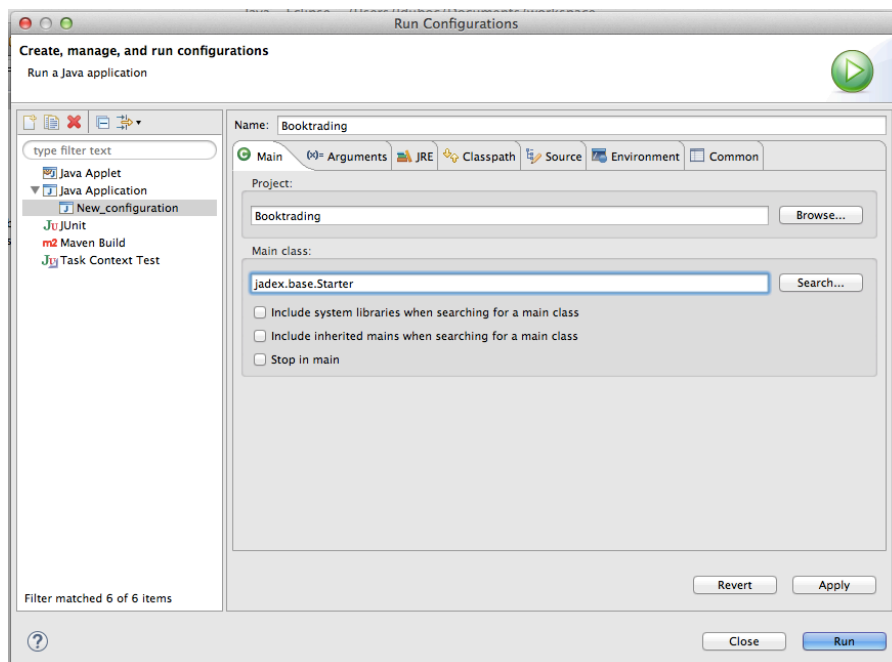 Run Configurations
Create, manage, and run configurations
Run a Java application
type filter text
Java Applet
Java Application
New_configuration
Ju JUnit
m2 Maven Build
Ju Task Context Test
Filter matched 6 of 6 items
Name: Booktrading
Main (x)= Arguments JRE Classpath Source Environment Common
Project:
Booktrading Browse...
Main class:
jadex.base.Starter Search...
Include system libraries when searching for a main class
Include inherited mains when searching for a main class
Stop in main
Revert Apply
? Close Run